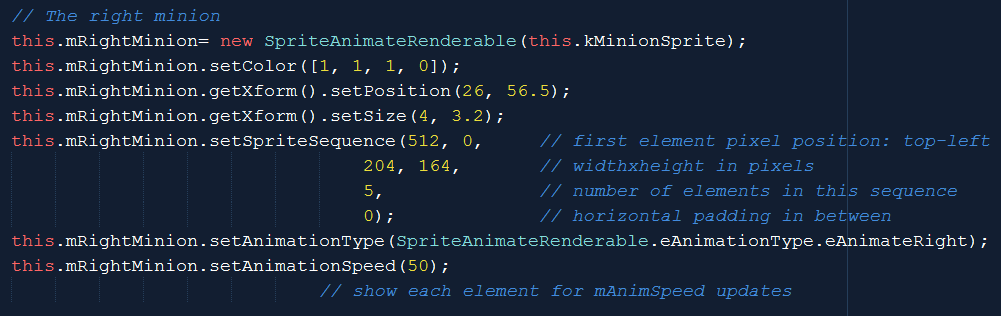 // The right minion
this.mRightMinion= new SpriteAnimateRenderable(this.kMinionSprite);
this.mRightMinion.setColor([1, 1, 1, 0]);
this.mRightMinion.getXform().setPosition(26, 56.5);
this.mRightMinion.getXform().setSize(4, 3.2);
this.mRightMinion.setSpriteSequence(512, 0,     // first element pixel position: top-left
                                204, 164,       // widthxheight in pixels
                                5,              // number of elements in this sequence
                                0);             // horizontal padding in between
this.mRightMinion.setAnimationType(SpriteAnimateRenderable.eAnimationType.eAnimateRight);
this.mRightMinion.setAnimationSpeed(50);
                            // show each element for mAnimSpeed updates